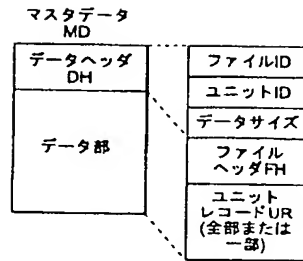 マスタデータ
MD
データヘッダ
DH
データ部
ファイルID
ユニットID
データサイズ
ファイル
ヘッダFH
ユニット
レコードUR
(全部または
一部)